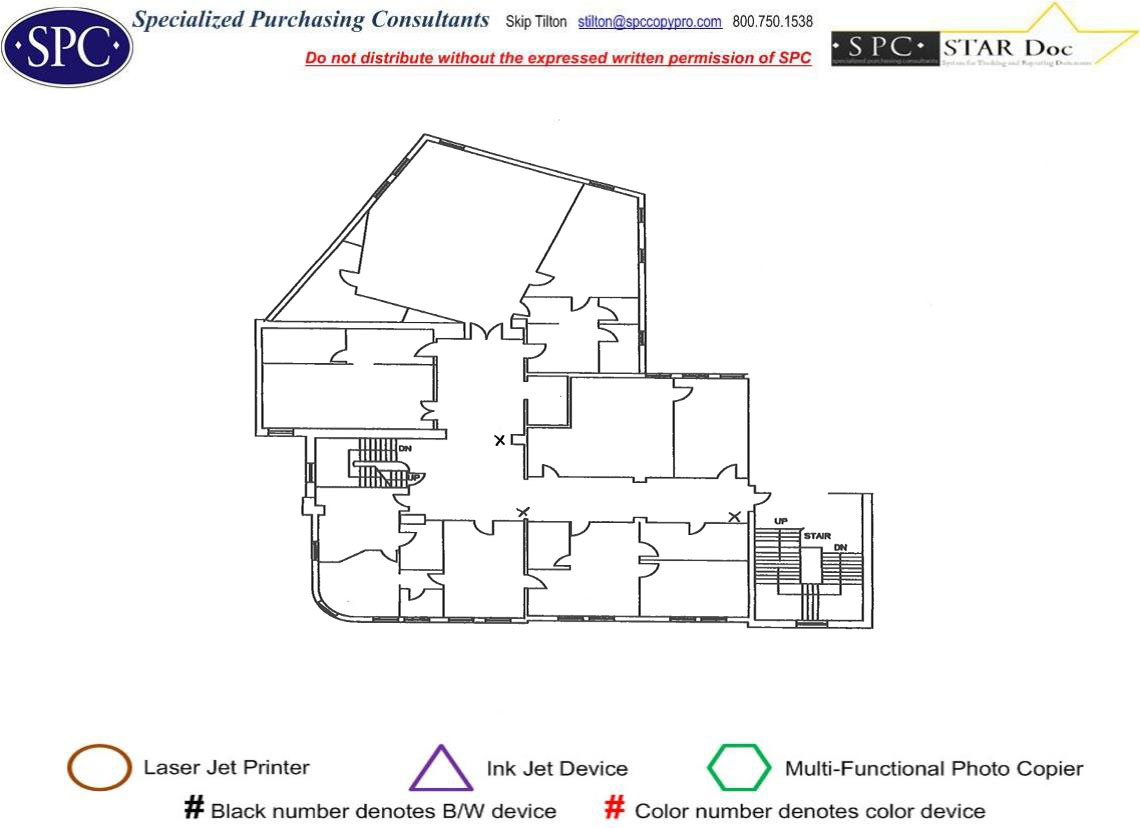 Specialized Purchasing Consultants Skip Tilton stilton@spccopypro.com 800.750.1538
·SPC·
Do not distribute without the expressed written permission of SPC
·SPC· STAR Doc
specialized purchasing consultants System for Tracking and Reporting Documents
X
DN
UP
X
X
UP
STAIR
DN
Laser Jet Printer
Ink Jet Device
Multi-Functional Photo Copier
# Black number denotes B/W device
# Color number denotes color device